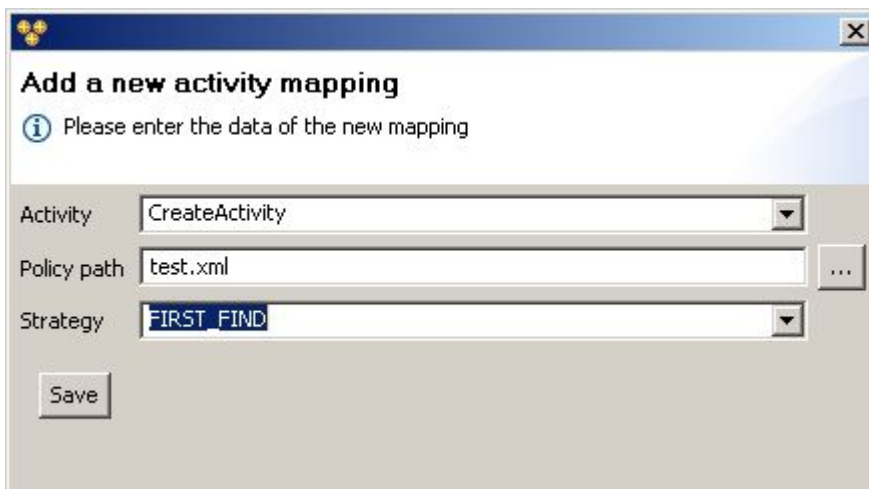 Add a new activity mapping
Please enter the data of the new mapping
Activity CreateActivity
Policy path test.xml ...
Strategy FIRST_FIND
Save